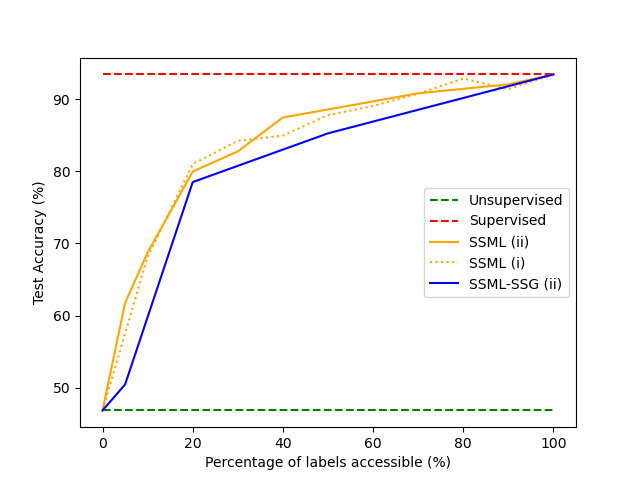 90
80
70
60
50
Test Accuracy (%)
Unsupervised
Supervised
SSML (ii)
SSML (i)
SSML-SSG (ii)
0 20 40 60 80 100
Percentage of labels accessible (%)